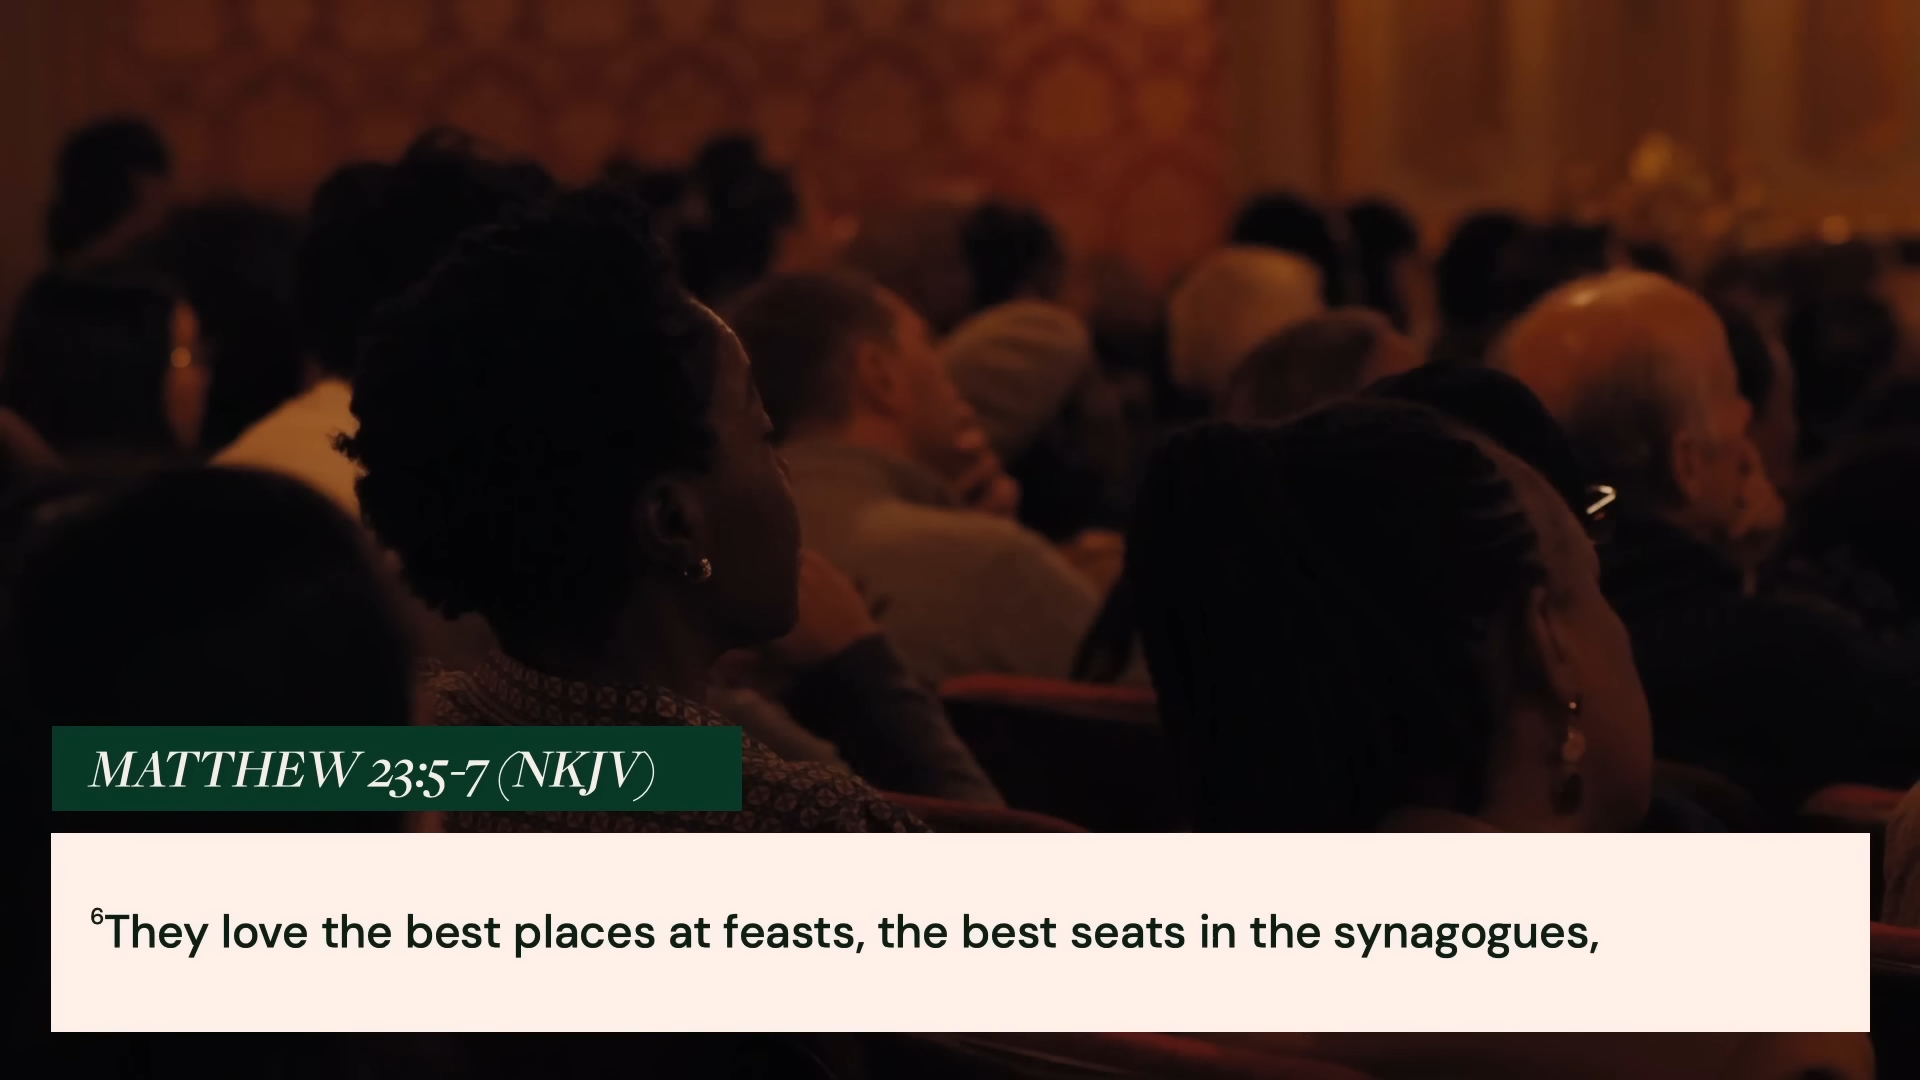 MATTHEW 23:5-7 (NKJV)
⁶They love the best places at feasts, the best seats in the synagogues,